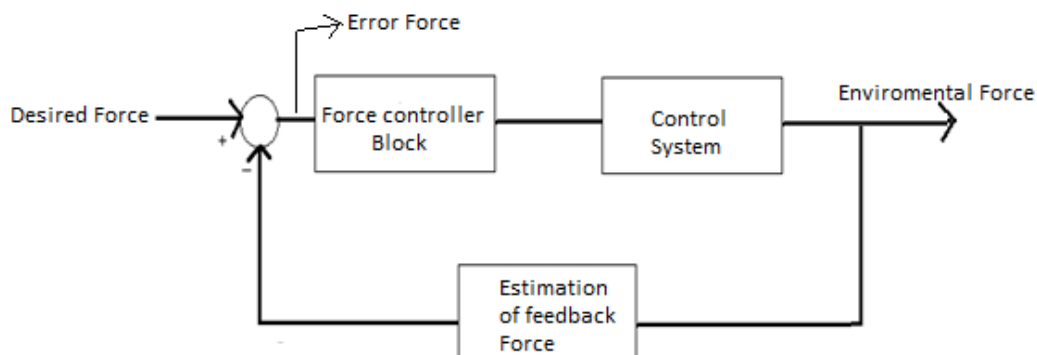 Error Force
Desired Force
+
−
Force controller
Block
Control
System
Enviromental Force
Estimation
of feedback
Force